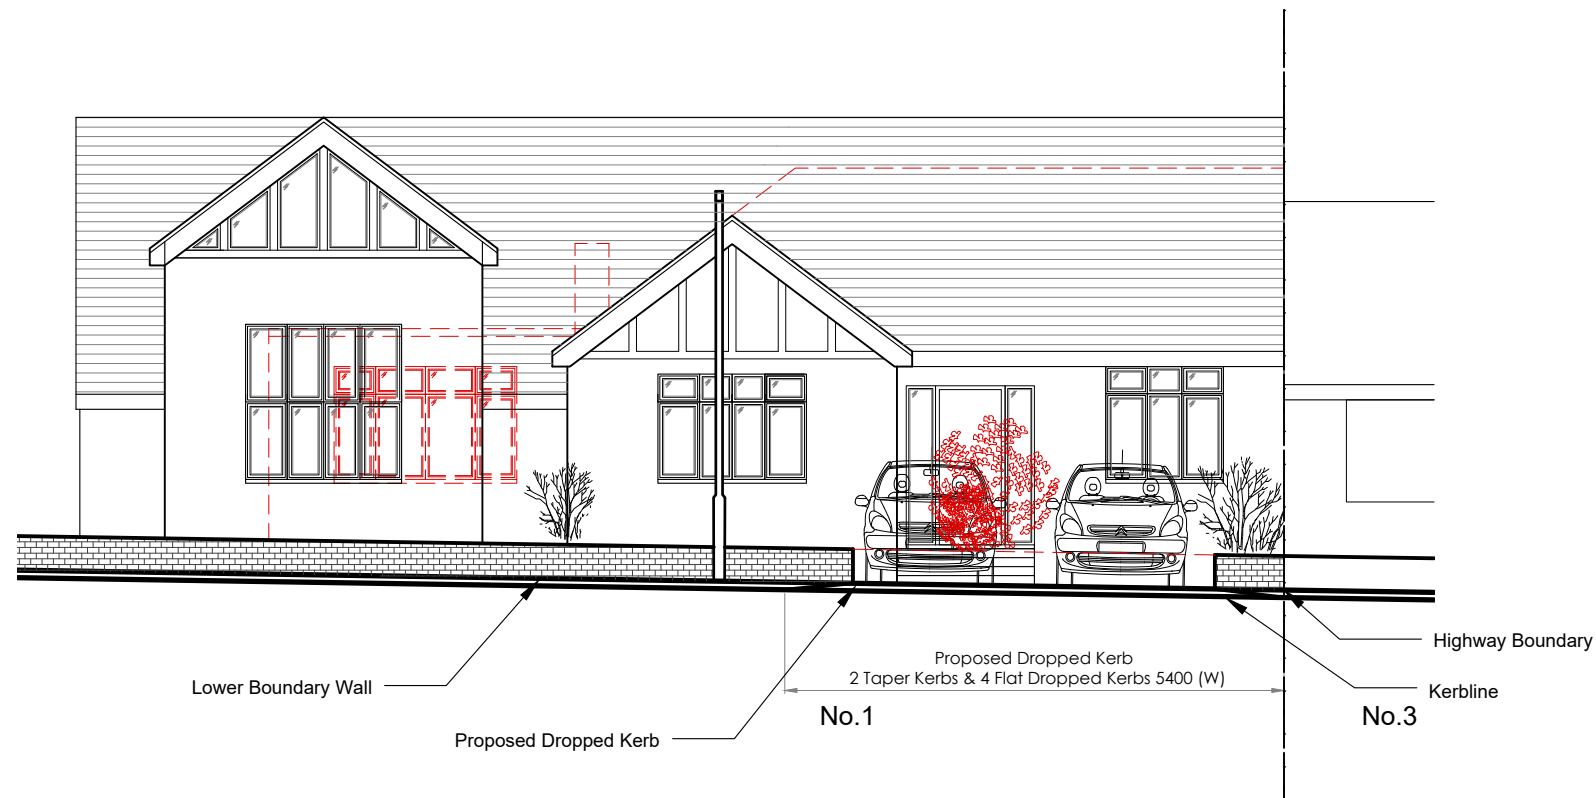 Highway Boundary
Proposed Dropped Kerb
2 Taper Kerbs & 4 Flat Dropped Kerbs 5400 (W)
Lower Boundary Wall
Kerbline
No.1
No.3
Proposed Dropped Kerb